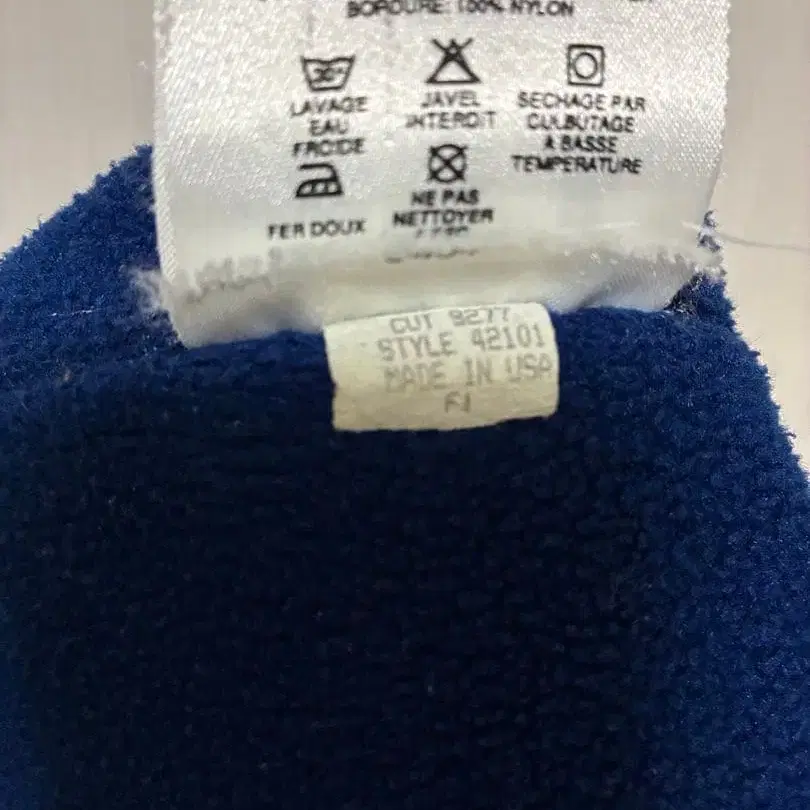 BORDURE: 100% NYLON
30°
LAVAGE
EAU
FROIDE
JAVEL
INTERDIT
SECHAGE PAR
CULBUTAGE
A BASSE
TEMPERATURE
FER DOUX
NE PAS
NETTOYER
CUT 9277
STYLE 42101
MADE IN USA